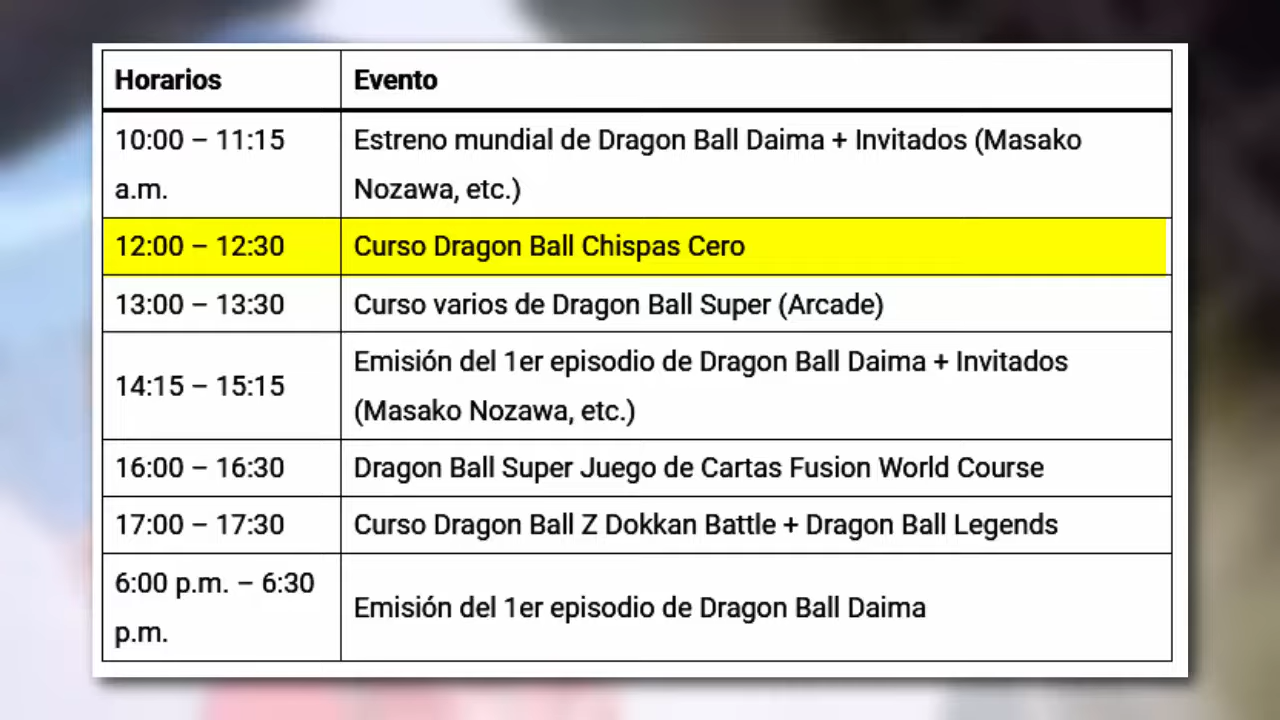 Horarios Evento
10:00 – 11:15 a.m. Estreno mundial de Dragon Ball Daima + Invitados (Masako
Nozawa, etc.)
12:00 – 12:30 Curso Dragon Ball Chispas Cero
13:00 – 13:30 Curso varios de Dragon Ball Super (Arcade)
14:15 – 15:15 Emisión del 1er episodio de Dragon Ball Daima + Invitados
(Masako Nozawa, etc.)
16:00 – 16:30 Dragon Ball Super Juego de Cartas Fusion World Course
17:00 – 17:30 Curso Dragon Ball Z Dokkan Battle + Dragon Ball Legends
6:00 p.m. – 6:30
p.m. Emisión del 1er episodio de Dragon Ball Daima